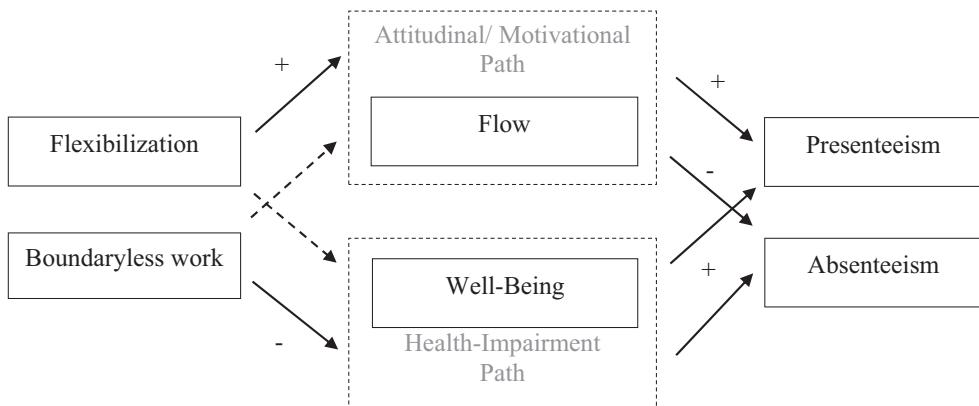 Attitudinal/ Motivational
Path
+
+
Flexibilization
Flow
Presenteeism
-
Boundaryless work
Well-Being
+
Absenteeism
-
Health-Impairment
Path